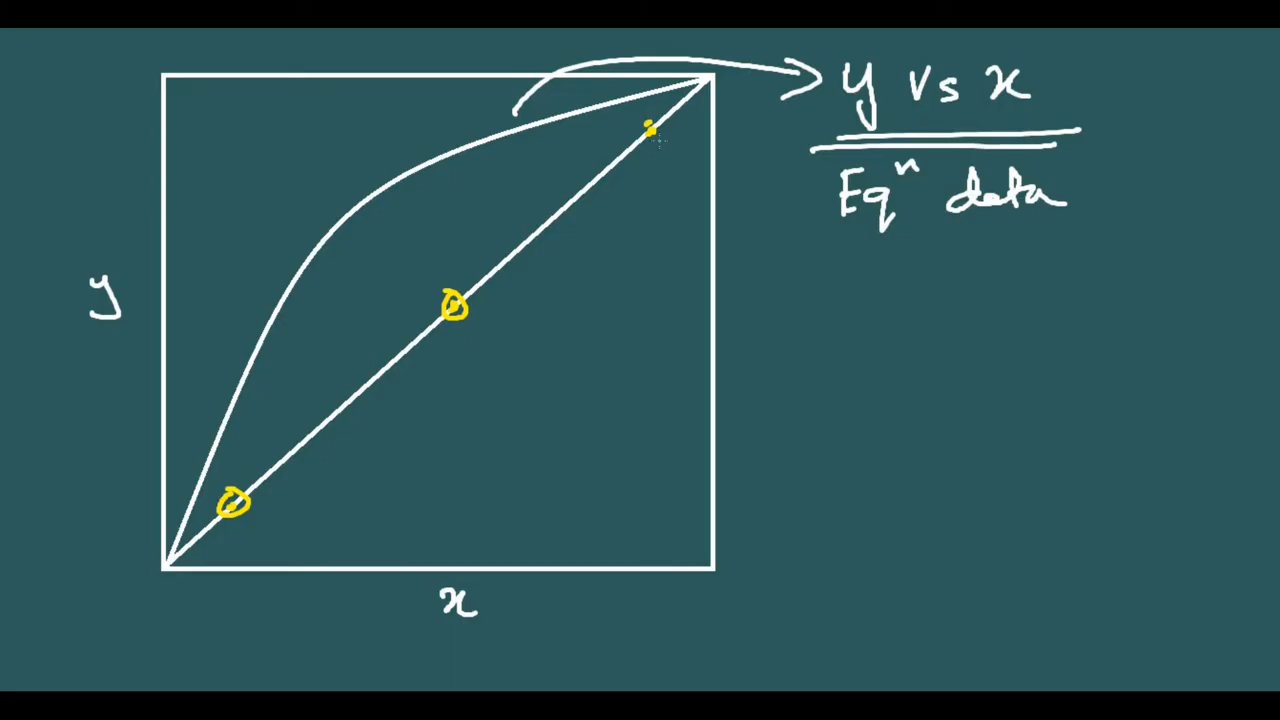 y vs x
Eqⁿ data
y
x